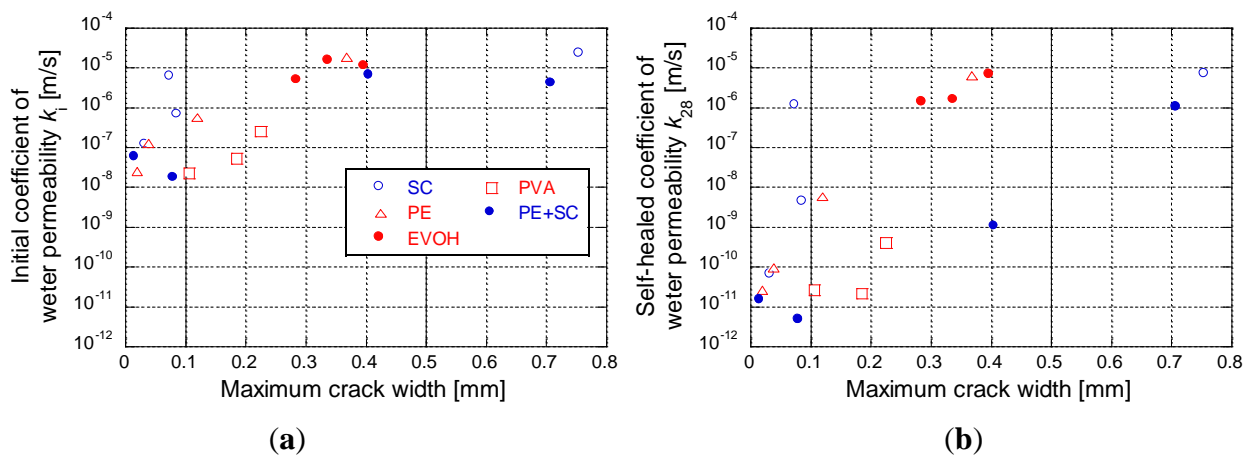 Initial coefficient of
weter permeability k_i [m/s]
10^-4
10^-5
10^-6
10^-7
10^-8
10^-9
10^-10
10^-11
10^-12
SC
PVA
PE
PE+SC
EVOH
0 0.1 0.2 0.3 0.4 0.5 0.6 0.7 0.8
Maximum crack width [mm]
(a)
Self-healed coefficient of
weter permeability k_28 [m/s]
10^-4
10^-5
10^-6
10^-7
10^-8
10^-9
10^-10
10^-11
10^-12
0 0.1 0.2 0.3 0.4 0.5 0.6 0.7 0.8
Maximum crack width [mm]
(b)